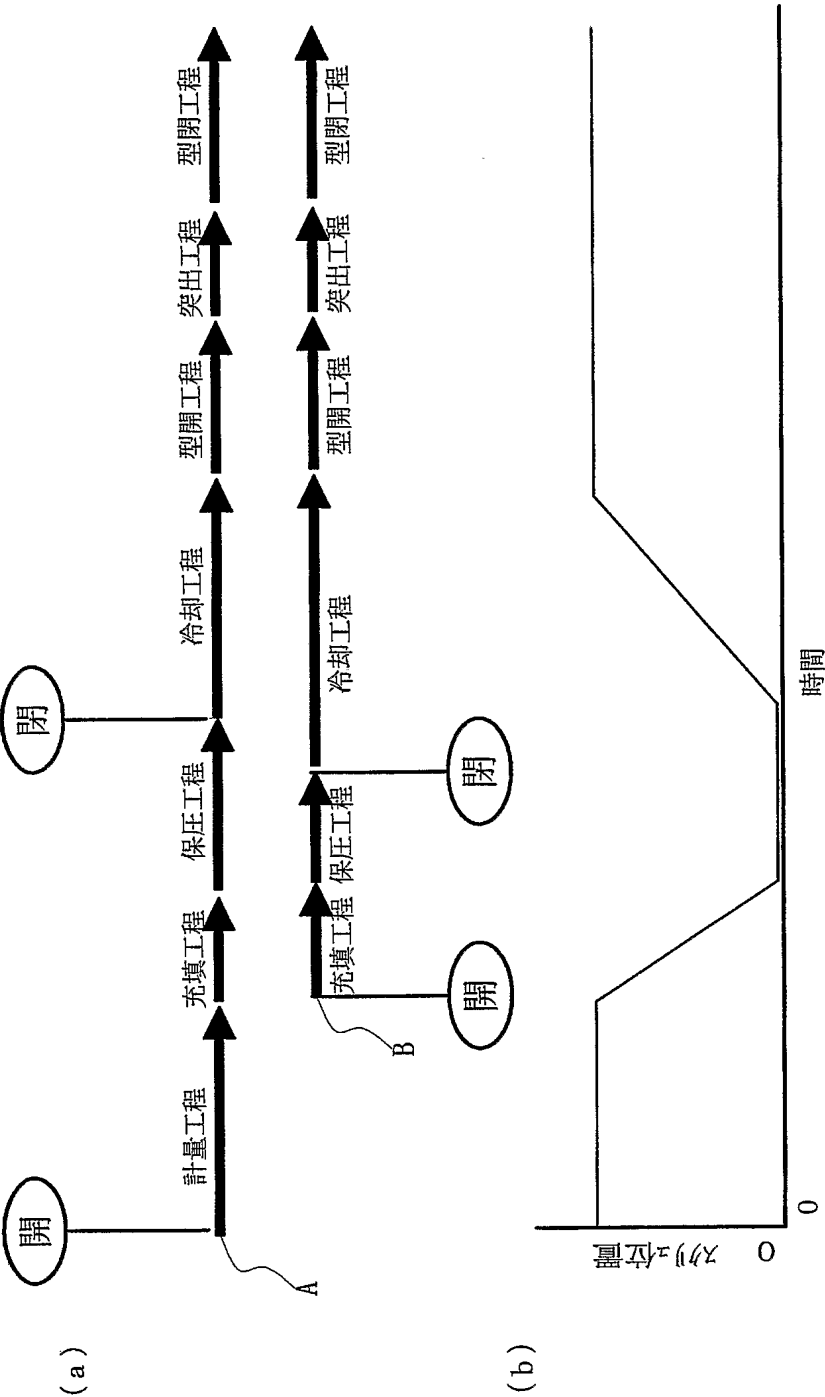 (a)
開
閉
計量工程
充填工程
保圧工程
冷却工程
型開工程
突出工程
型閉工程
A
充填工程
保圧工程
冷却工程
型開工程
突出工程
型閉工程
B
開
閉
(b)
スクリュ位置
0
0
時間